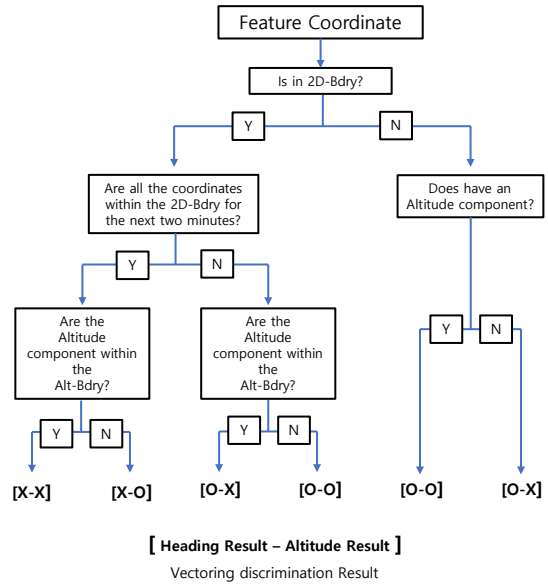 Feature Coordinate
Is in 2D-Bdry?
Y
N
Are all the coordinates
within the 2D-Bdry for
the next two minutes?
Does have an
Altitude component?
Y
N
Are the
Altitude
component within
the
Alt-Bdry?
Are the
Altitude
component within
the
Alt-Bdry?
Y
N
Y
N
Y
N
[X-X]
[X-O]
[O-X]
[O-O]
[O-O]
[O-X]
[ Heading Result – Altitude Result ]
Vectoring discrimination Result